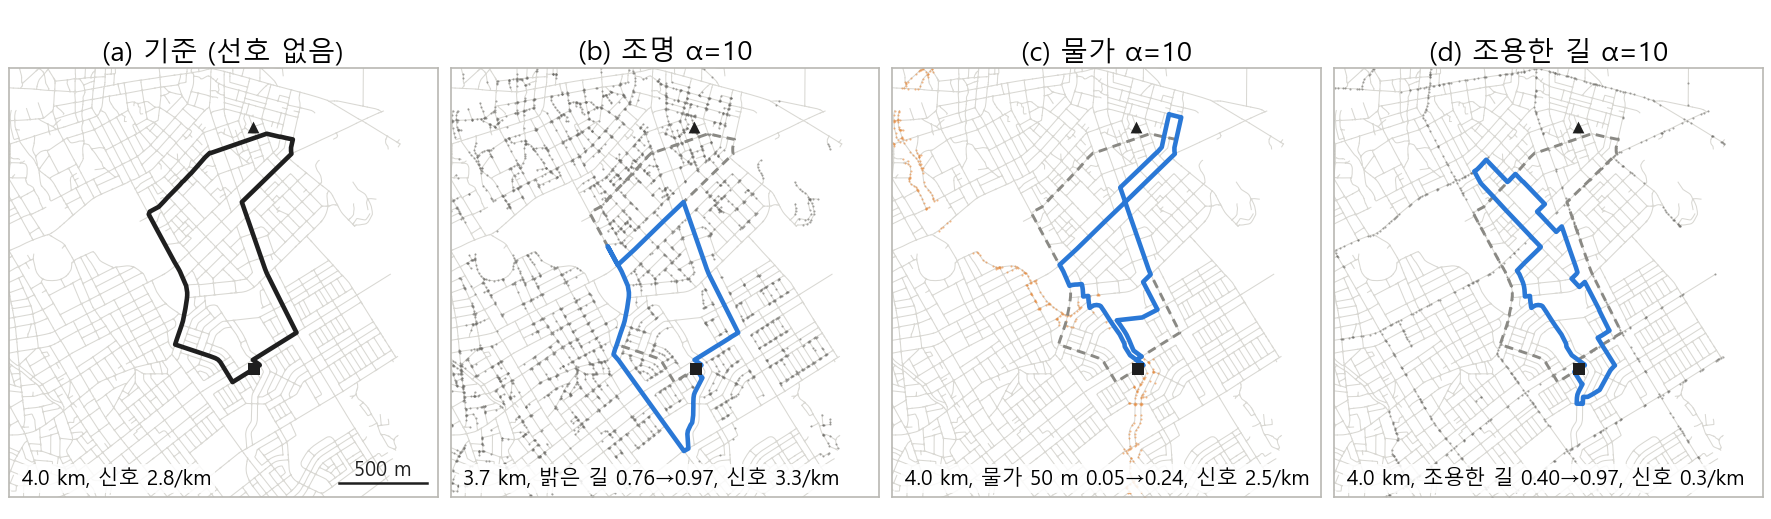 (a) 기준 (선호 없음)
4.0 km, 신호 2.8/km
500 m
(b) 조명 α=10
3.7 km, 밝은 길 0.76→0.97, 신호 3.3/km
(c) 물가 α=10
4.0 km, 물가 50 m 0.05→0.24, 신호 2.5/km
(d) 조용한 길 α=10
4.0 km, 조용한 길 0.40→0.97, 신호 0.3/km